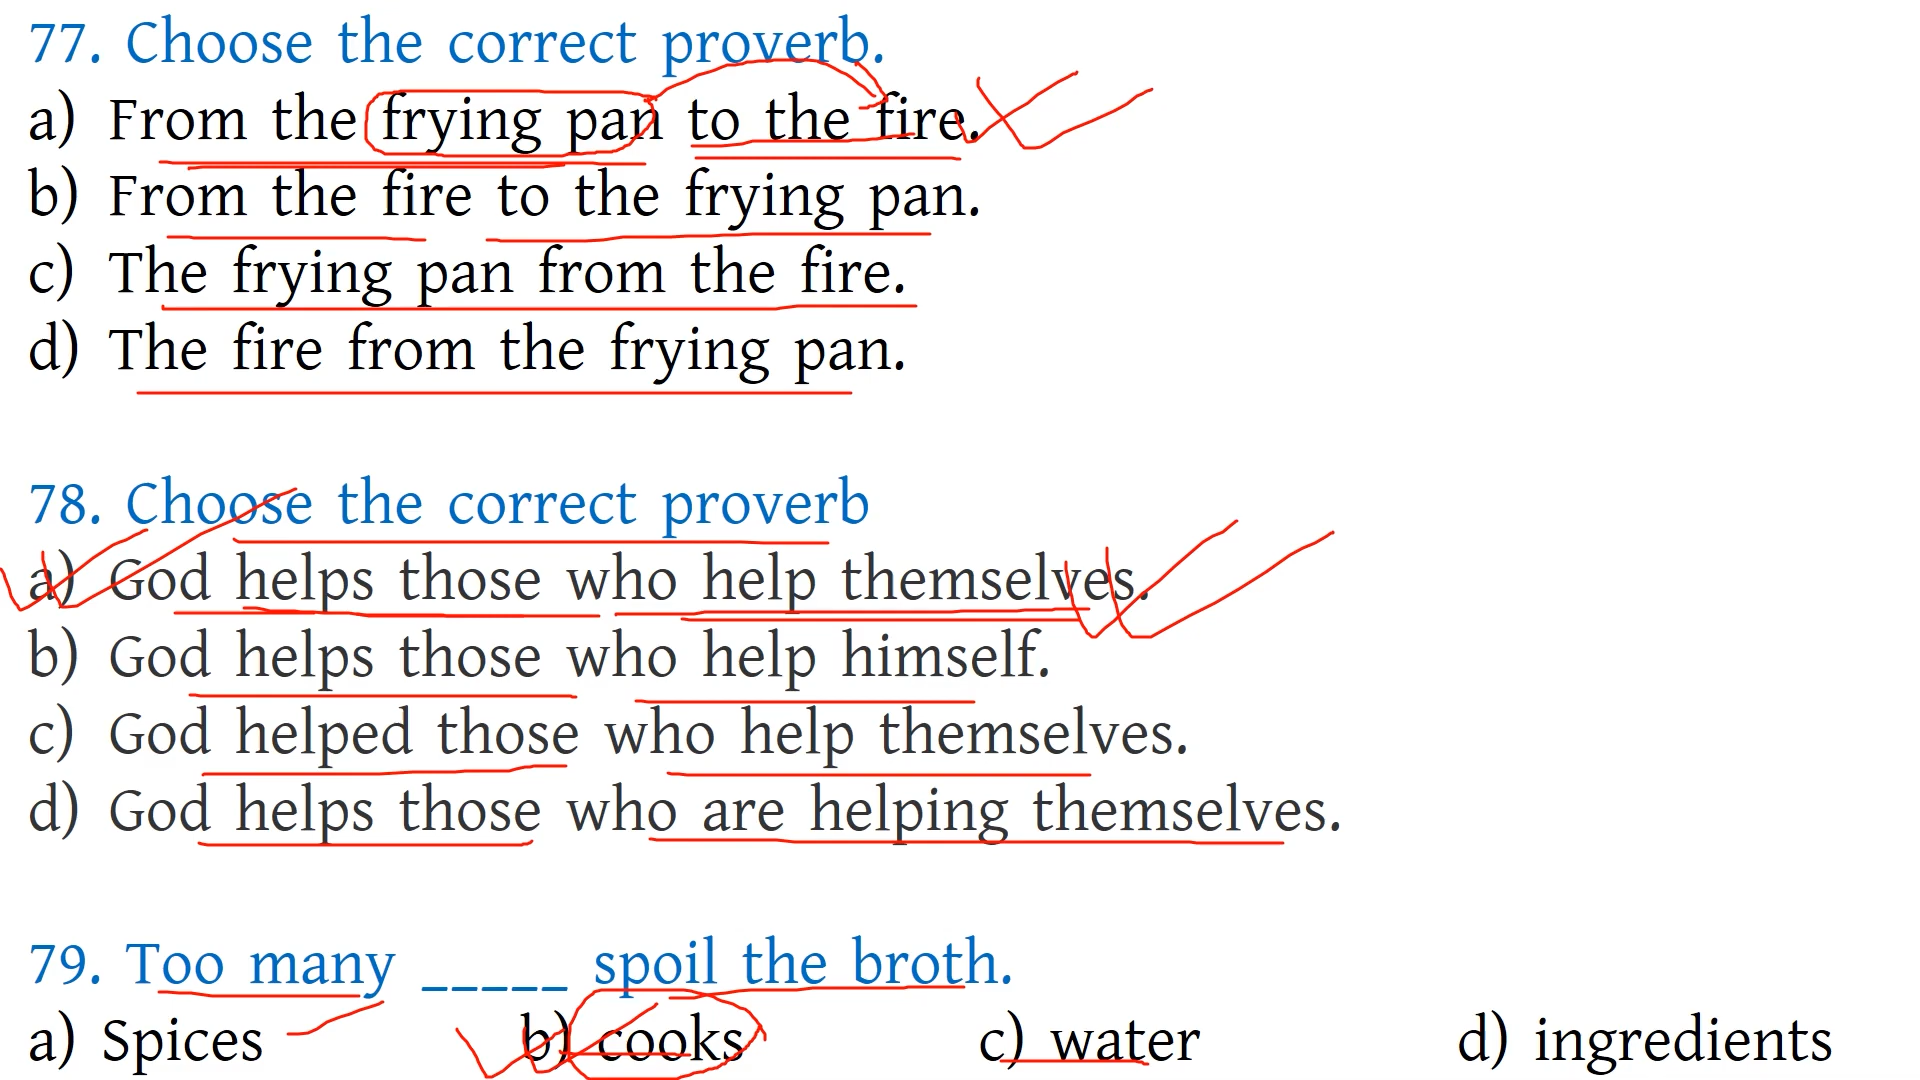 77. Choose the correct proverb.
a) From the frying pan to the fire.
b) From the fire to the frying pan.
c) The frying pan from the fire.
d) The fire from the frying pan.
78. Choose the correct proverb
a) God helps those who help themselves.
b) God helps those who help himself.
c) God helped those who help themselves.
d) God helps those who are helping themselves.
79. Too many _____ spoil the broth.
a) Spices b) cooks c) water d) ingredients